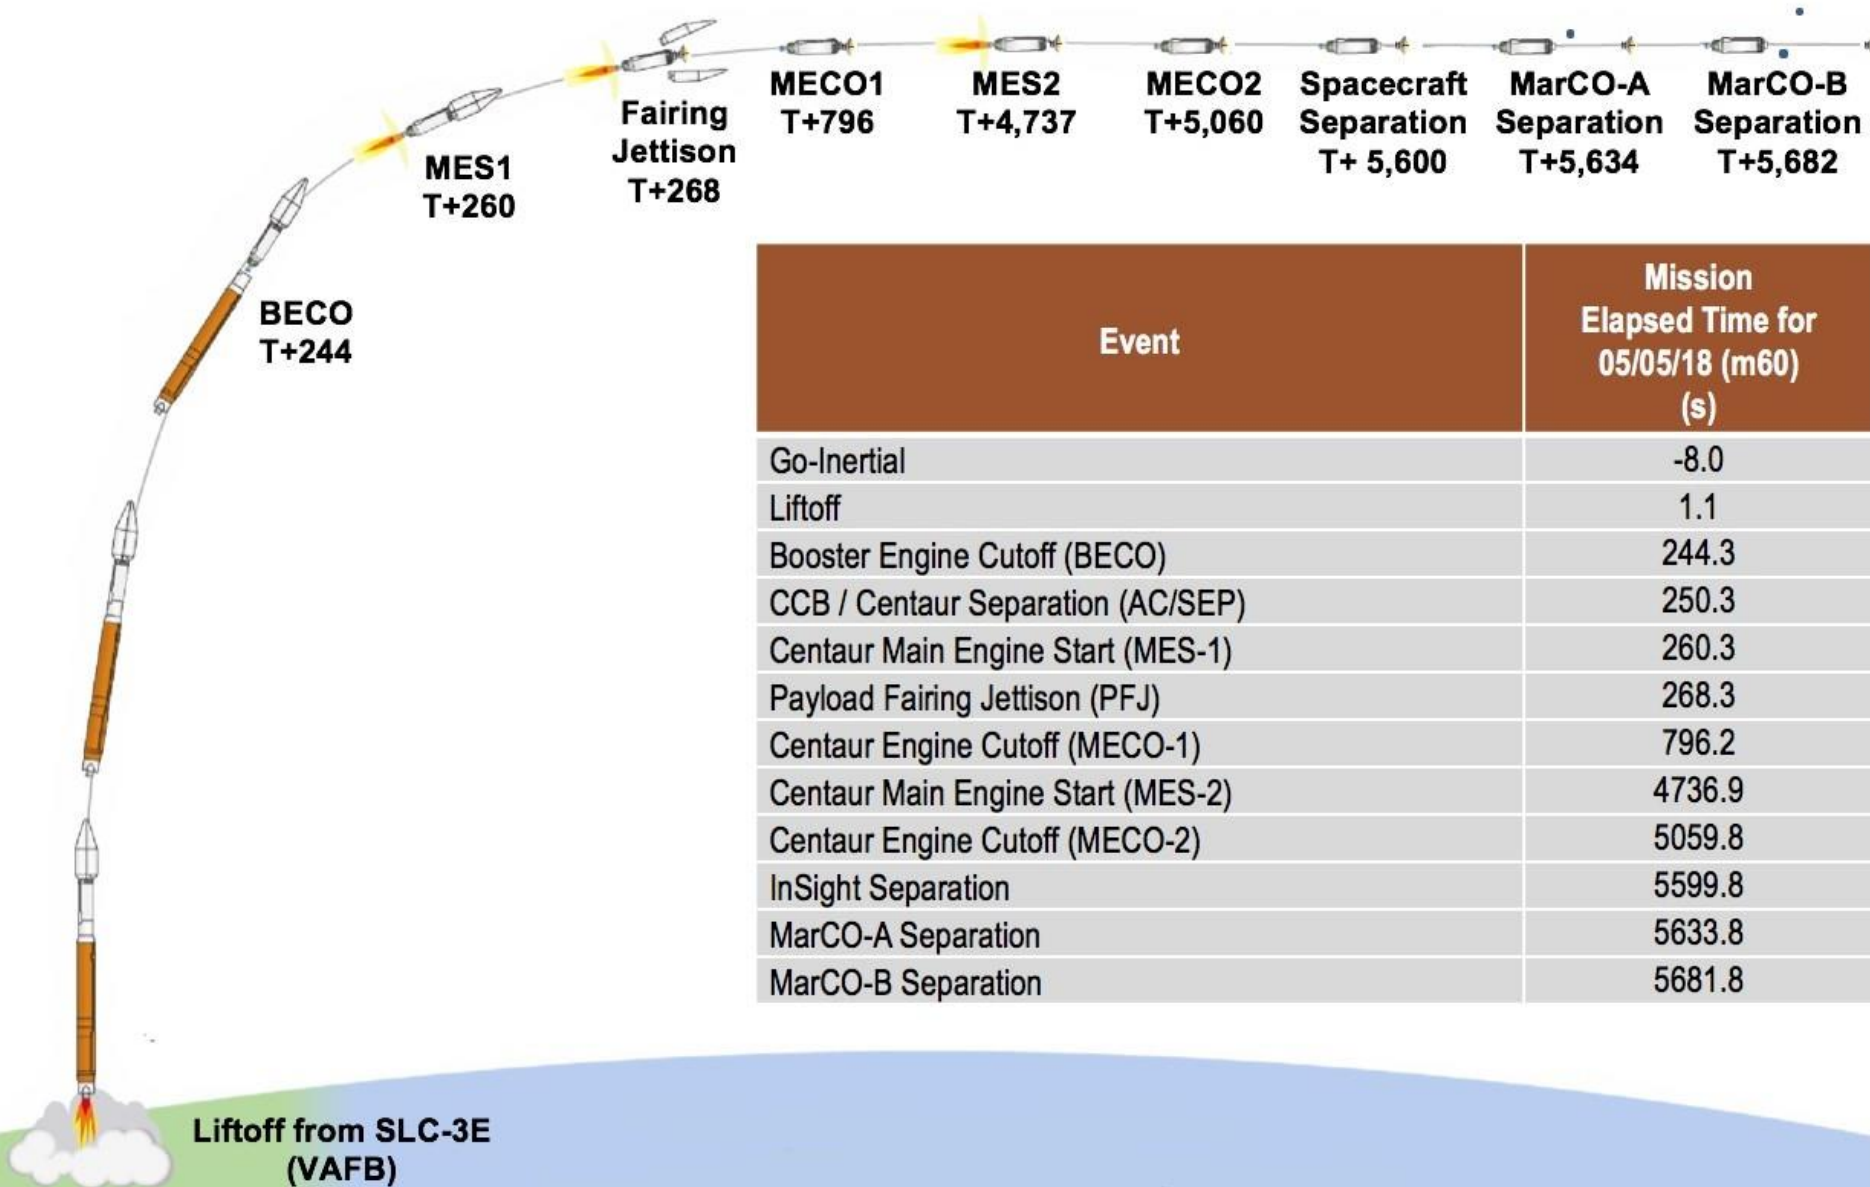 MECO1
T+796
MES2
T+4,737
MECO2
T+5,060
Spacecraft
Separation
T+ 5,600
MarCO-A
Separation
T+5,634
MarCO-B
Separation
T+5,682
Fairing
Jettison
T+268
MES1
T+260
BECO
T+244
Event
Mission
Elapsed Time for
05/05/18 (m60)
(s)
Go-Inertial -8.0
Liftoff 1.1
Booster Engine Cutoff (BECO) 244.3
CCB / Centaur Separation (AC/SEP) 250.3
Centaur Main Engine Start (MES-1) 260.3
Payload Fairing Jettison (PFJ) 268.3
Centaur Engine Cutoff (MECO-1) 796.2
Centaur Main Engine Start (MES-2) 4736.9
Centaur Engine Cutoff (MECO-2) 5059.8
InSight Separation 5599.8
MarCO-A Separation 5633.8
MarCO-B Separation 5681.8
Liftoff from SLC-3E
(VAFB)